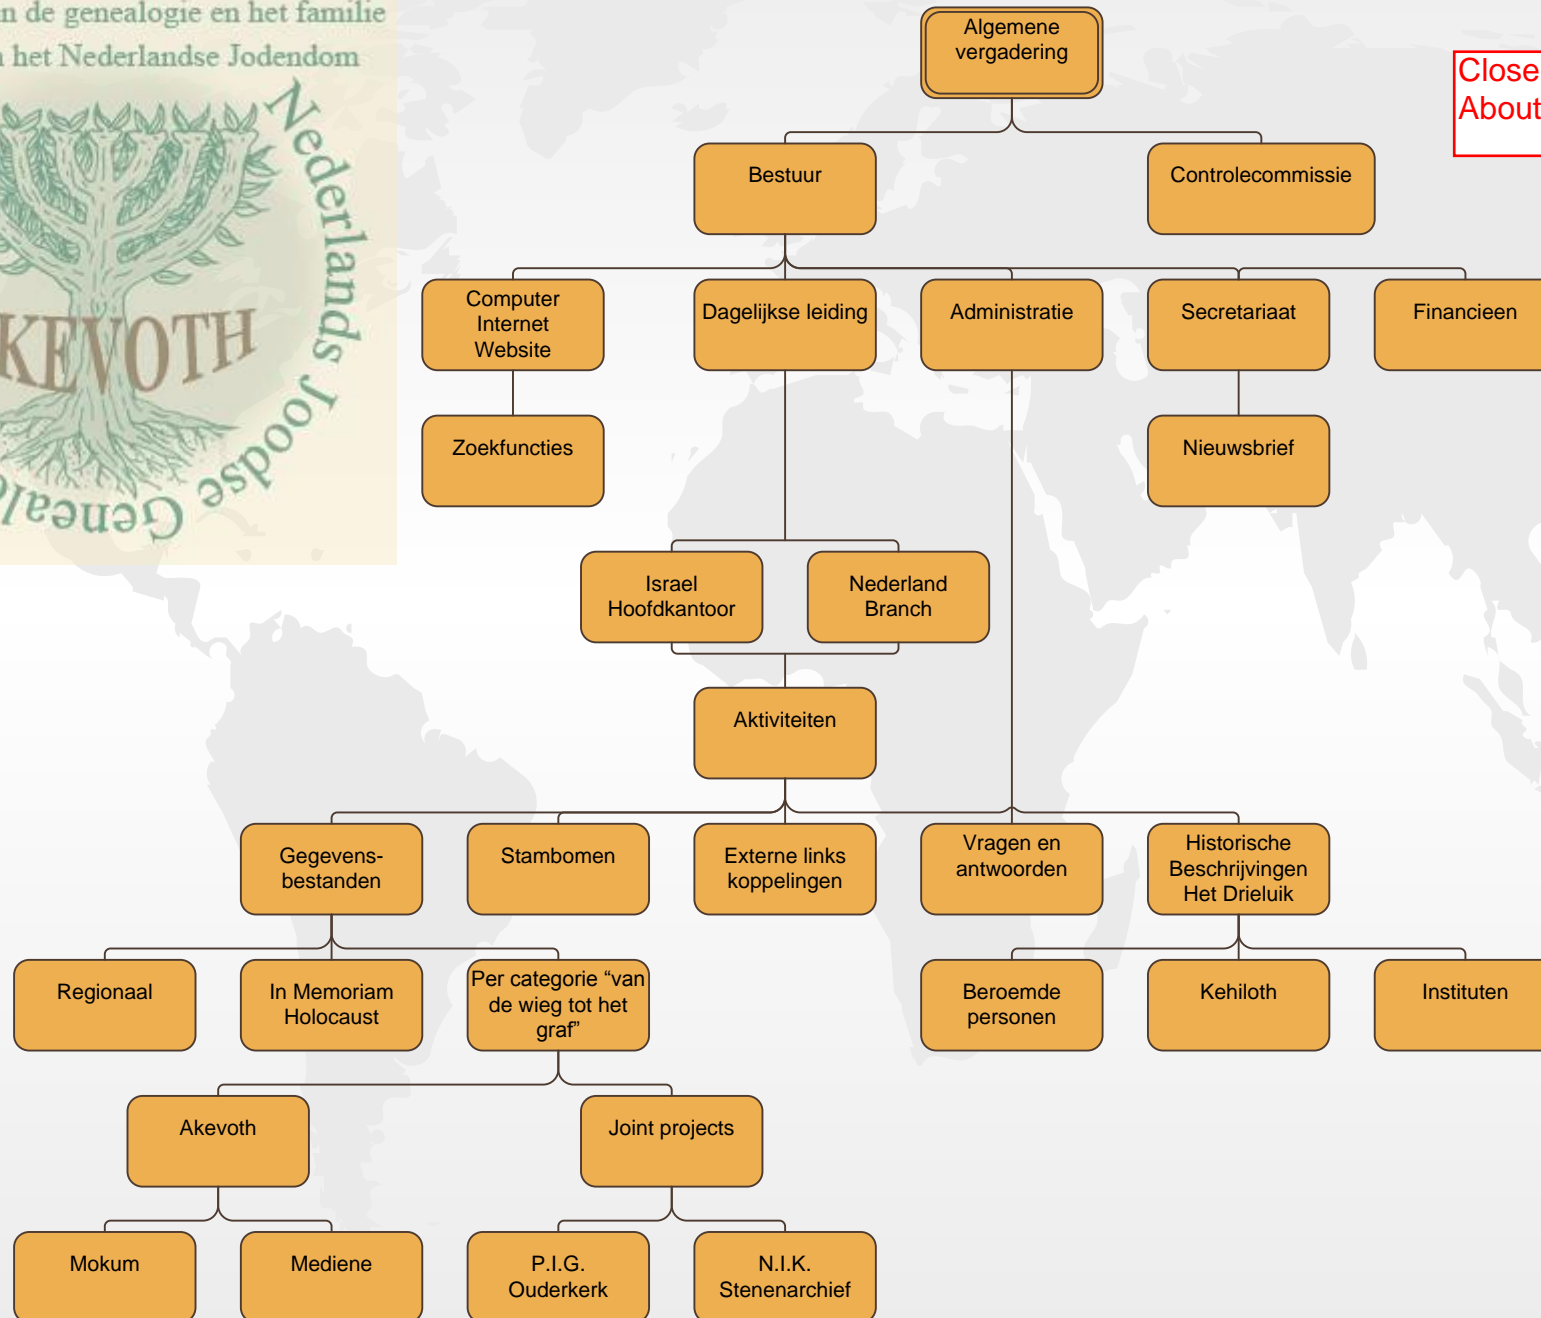 n de genealogie en het familie
het Nederlandse Jodendom
Nederlands Joodse Geneal
KEVOTH
Close
About
Algemene
vergadering
Bestuur
Controlecommissie
Computer
Internet
Website
Dagelijkse leiding
Administratie
Secretariaat
Financieen
Zoekfuncties
Nieuwsbrief
Israel
Hoofdkantoor
Nederland
Branch
Aktiviteiten
Gegevens-
bestanden
Stambomen
Externe links
koppelingen
Vragen en
antwoorden
Historische
Beschrijvingen
Het Drieluik
Regionaal
In Memoriam
Holocaust
Per categorie “van
de wieg tot het
graf”
Beroemde
personen
Kehiloth
Instituten
Akevoth
Joint projects
Mokum
Mediene
P.I.G.
Ouderkerk
N.I.K.
Stenenarchief